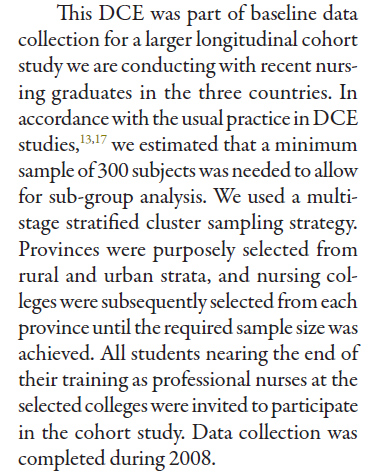 This DCE was part of baseline data
collection for a larger longitudinal cohort
study we are conducting with recent nurs-
ing graduates in the three countries. In
accordance with the usual practice in DCE
studies,13,17 we estimated that a minimum
sample of 300 subjects was needed to allow
for sub-group analysis. We used a multi-
stage stratified cluster sampling strategy.
Provinces were purposely selected from
rural and urban strata, and nursing col-
leges were subsequently selected from each
province until the required sample size was
achieved. All students nearing the end of
their training as professional nurses at the
selected colleges were invited to participate
in the cohort study. Data collection was
completed during 2008.